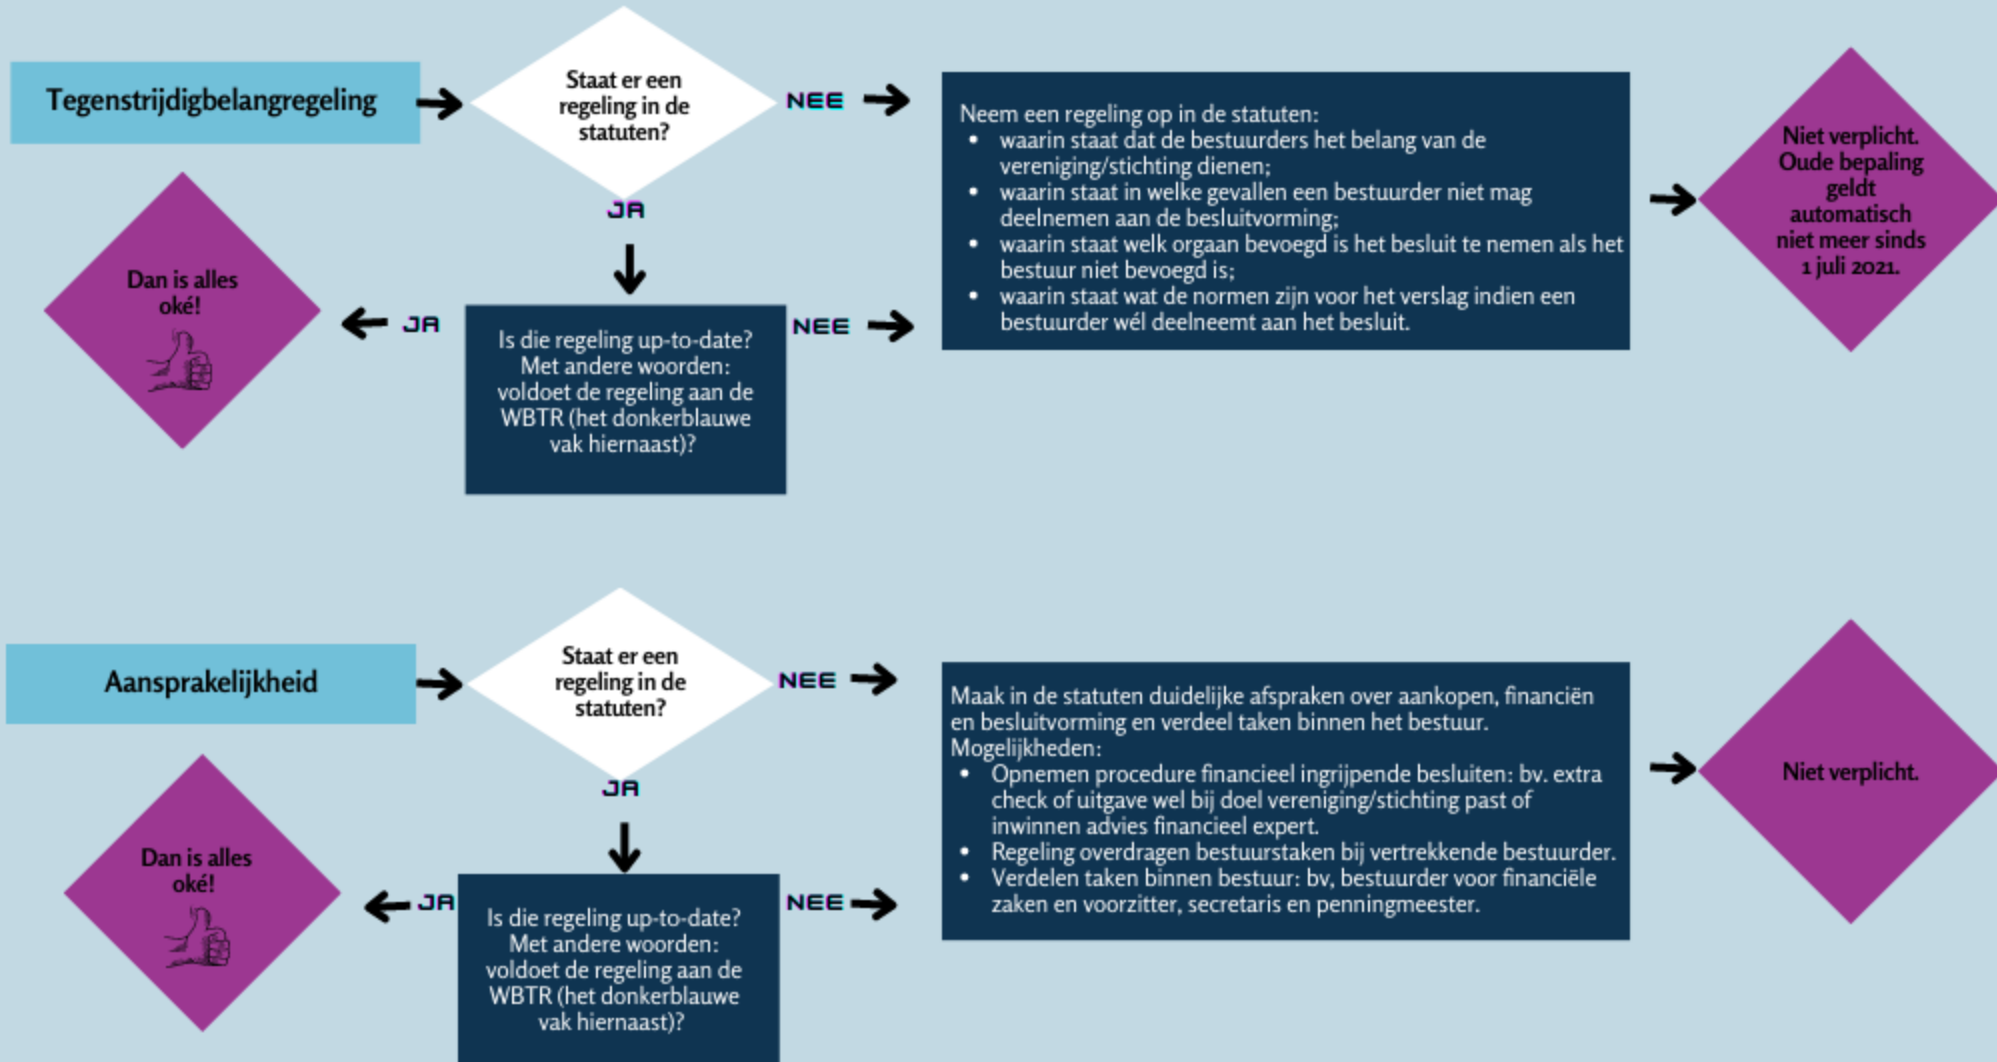 Tegenstrijdigbelangregeling
Staat er een
regeling in de
statuten?
NEE
Neem een regeling op in de statuten:
• waarin staat dat de bestuurders het belang van de
vereniging/stichting dienen;
• waarin staat in welke gevallen een bestuurder niet mag
deelnemen aan de besluitvorming;
• waarin staat welk orgaan bevoegd is het besluit te nemen als het
bestuur niet bevoegd is;
• waarin staat wat de normen zijn voor het verslag indien een
bestuurder wél deelneemt aan het besluit.
Niet verplicht.
Oude bepaling
geldt
automatisch
niet meer sinds
1 juli 2021.
JA
Is die regeling up-to-date?
Met andere woorden:
voldoet de regeling aan de
WBTR (het donkerblauwe
vak hiernaast)?
NEE
JA
Dan is alles
oké!
Aansprakelijkheid
Staat er een
regeling in de
statuten?
NEE
Maak in de statuten duidelijke afspraken over aankopen, financiën
en besluitvorming en verdeel taken binnen het bestuur.
Mogelijkheden:
• Opnemen procedure financieel ingrijpende besluiten: bv. extra
check of uitgave wel bij doel vereniging/stichting past of
inwinnen advies financieel expert.
• Regeling overdragen bestuurstaken bij vertrekkende bestuurder.
• Verdelen taken binnen bestuur: bv, bestuurder voor financiële
zaken en voorzitter, secretaris en penningmeester.
Niet verplicht.
JA
Is die regeling up-to-date?
Met andere woorden:
voldoet de regeling aan de
WBTR (het donkerblauwe
vak hiernaast)?
NEE
JA
Dan is alles
oké!